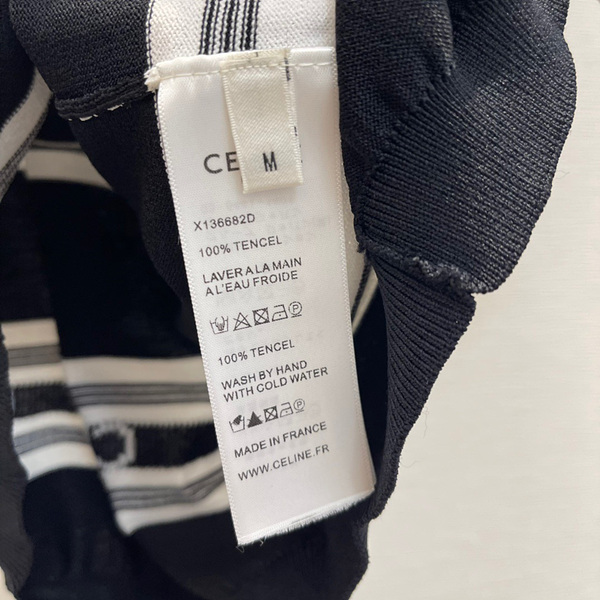 CE
M
X136682D
100% TENCEL
LAVER A LA MAIN
A L'EAU FROIDE
100% TENCEL
WASH BY HAND
WITH COLD WATER
MADE IN FRANCE
WWW.CELINE.FR